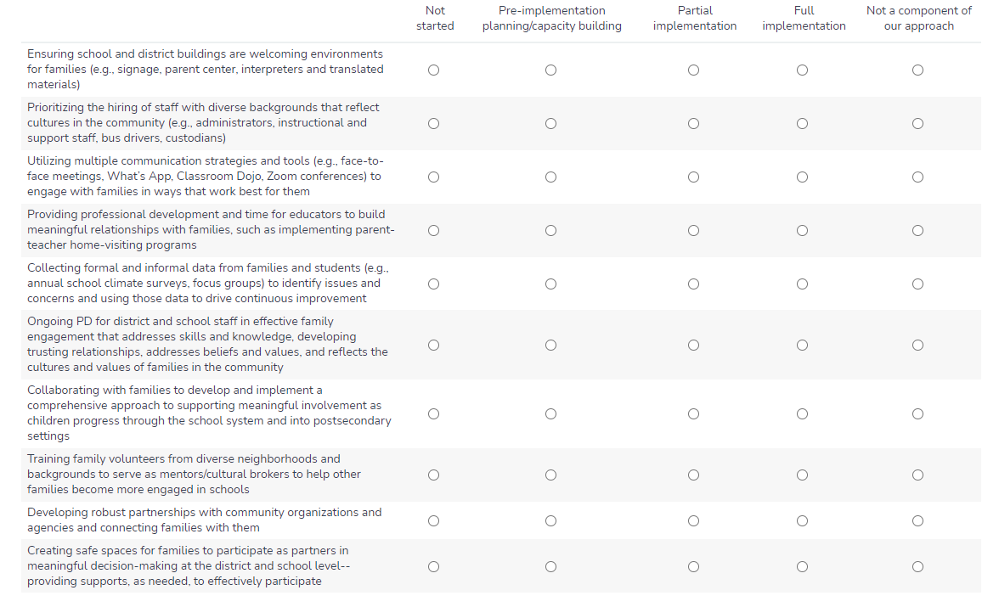 Not started
Pre-implementation planning/capacity building
Partial implementation
Full implementation
Not a component of our approach
Ensuring school and district buildings are welcoming environments
for families (e.g., signage, parent center, interpreters and translated
materials)
Prioritizing the hiring of staff with diverse backgrounds that reflect
cultures in the community (e.g., administrators, instructional and
support staff, bus drivers, custodians)
Utilizing multiple communication strategies and tools (e.g., face-to-
face meetings, What's App, Classroom Dojo, Zoom conferences) to
engage with families in ways that work best for them
Providing professional development and time for educators to build
meaningful relationships with families, such as implementing parent-
teacher home-visiting programs
Collecting formal and informal data from families and students (e.g.,
annual school climate surveys, focus groups) to identify issues and
concerns and using those data to drive continuous improvement
Ongoing PD for district and school staff in effective family
engagement that addresses skills and knowledge, developing
trusting relationships, addresses beliefs and values, and reflects the
cultures and values of families in the community
Collaborating with families to develop and implement a
comprehensive approach to supporting meaningful involvement as
children progress through the school system and into postsecondary
settings
Training family volunteers from diverse neighborhoods and
backgrounds to serve as mentors/cultural brokers to help other
families become more engaged in schools
Developing robust partnerships with community organizations and
agencies and connecting families with them
Creating safe spaces for families to participate as partners in
meaningful decision-making at the district and school level--
providing supports, as needed, to effectively participate